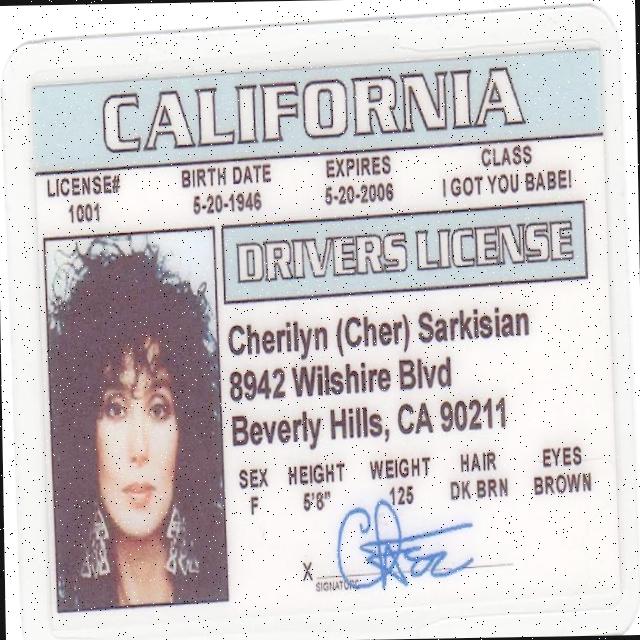 CALIFORNIA
LICENSE# BIRTH DATE EXPIRES CLASS
1001 5-20-1946 5-20-2006 I GOT YOU BABE!
DRIVERS LICENSE
Cherilyn (Cher) Sarkisian
8942 Wilshire Blvd
Beverly Hills, CA 90211
SEX HEIGHT WEIGHT HAIR EYES
F 5'8" 125 DK BRN BROWN
X
SIGNATURE